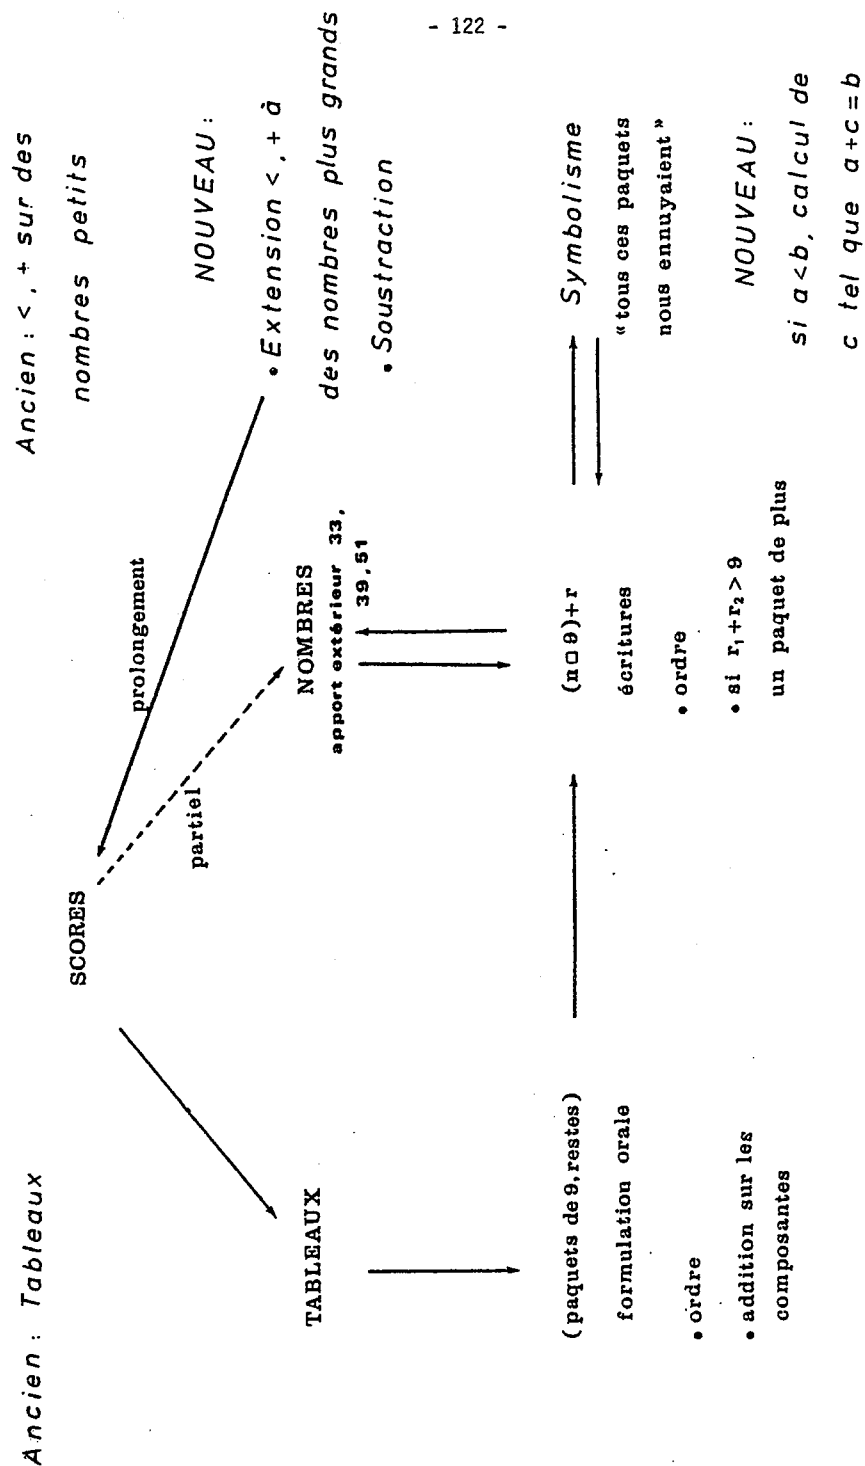 - 122 -
Ancien : Tableaux
Ancien : <, + sur des
nombres petits
SCORES
prolongement
partiel
NOUVEAU :
• Extension <, + à
des nombres plus grands
• Soustraction
TABLEAUX
NOMBRES
apport extérieur 33,
39,51
(paquets de 9, restes)
formulation orale
• ordre
• addition sur les
composantes
(n □ 9)+r
écritures
• ordre
• si r₁+r₂> 9
un paquet de plus
Symbolisme
“tous ces paquets
nous ennuyaient”
NOUVEAU :
si a<b, calcul de
c tel que a+c=b